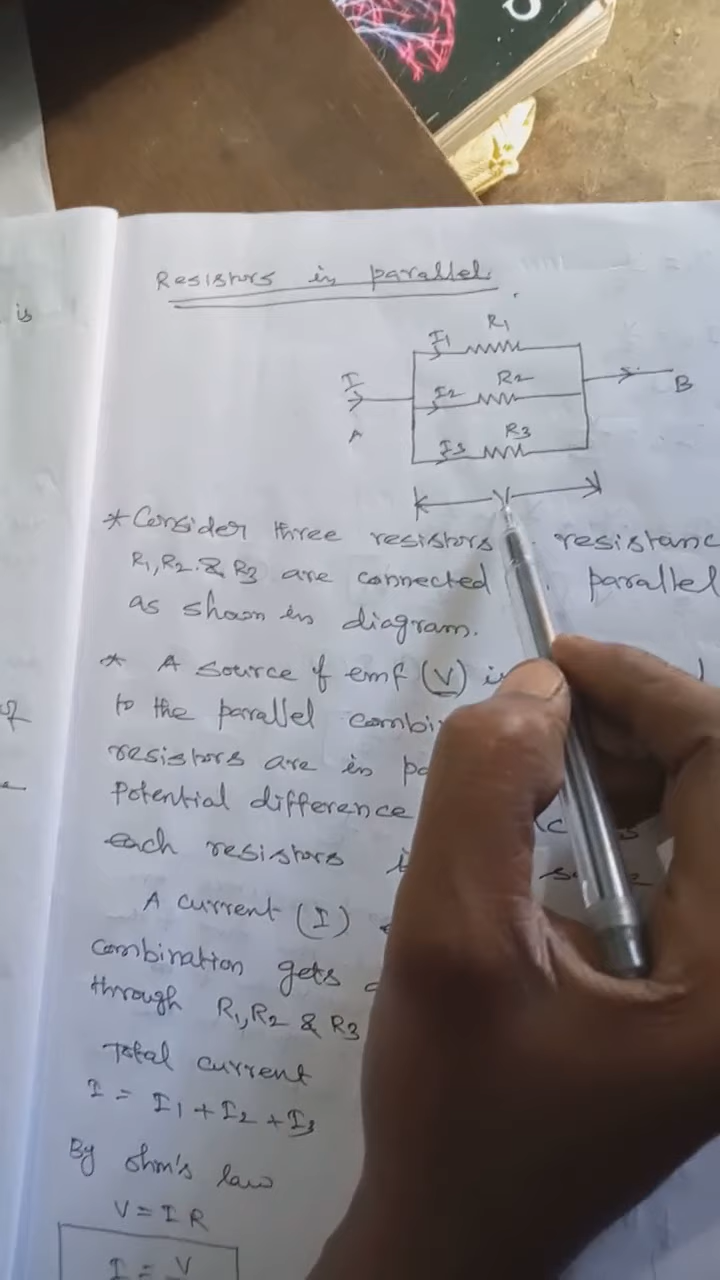 is
Resistors in parallel.
R1
I1
I
R2
I2
B
A
R3
I3
V
* Consider three resistors resistanc
R1, R2 & R3 are connected parallel
as shown in diagram.
* A source of emf (V) is
to the parallel combi
resistors are in pa
Potential difference
each resistors
A current (I)
combination gets
through R1, R2 & R3
Total current
I = I1 + I2 + I3
By ohm's law
V = I R
I = V